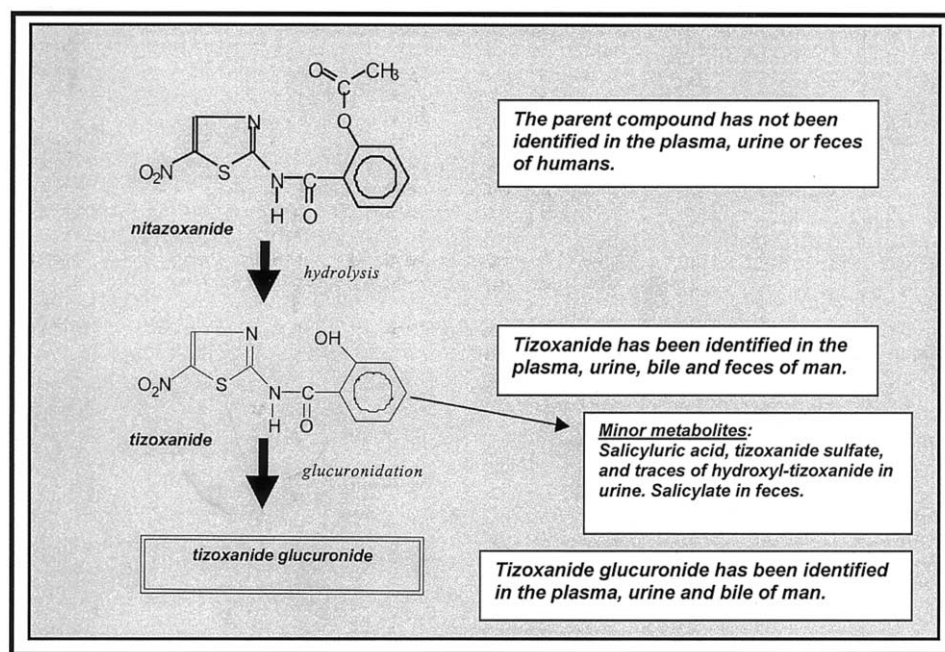 O
CH₃
C
O
The parent compound has not been
identified in the plasma, urine or feces
of humans.
N
O₂N
S
N
C
H
O
nitazoxanide
hydrolysis
N
OH
O₂N
S
N
C
H
O
tizoxanide
Tizoxanide has been identified in the
plasma, urine, bile and feces of man.
Minor metabolites:
Salicyluric acid, tizoxanide sulfate,
and traces of hydroxyl-tizoxanide in
urine. Salicylate in feces.
glucuronidation
tizoxanide glucuronide
Tizoxanide glucuronide has been identified
in the plasma, urine and bile of man.